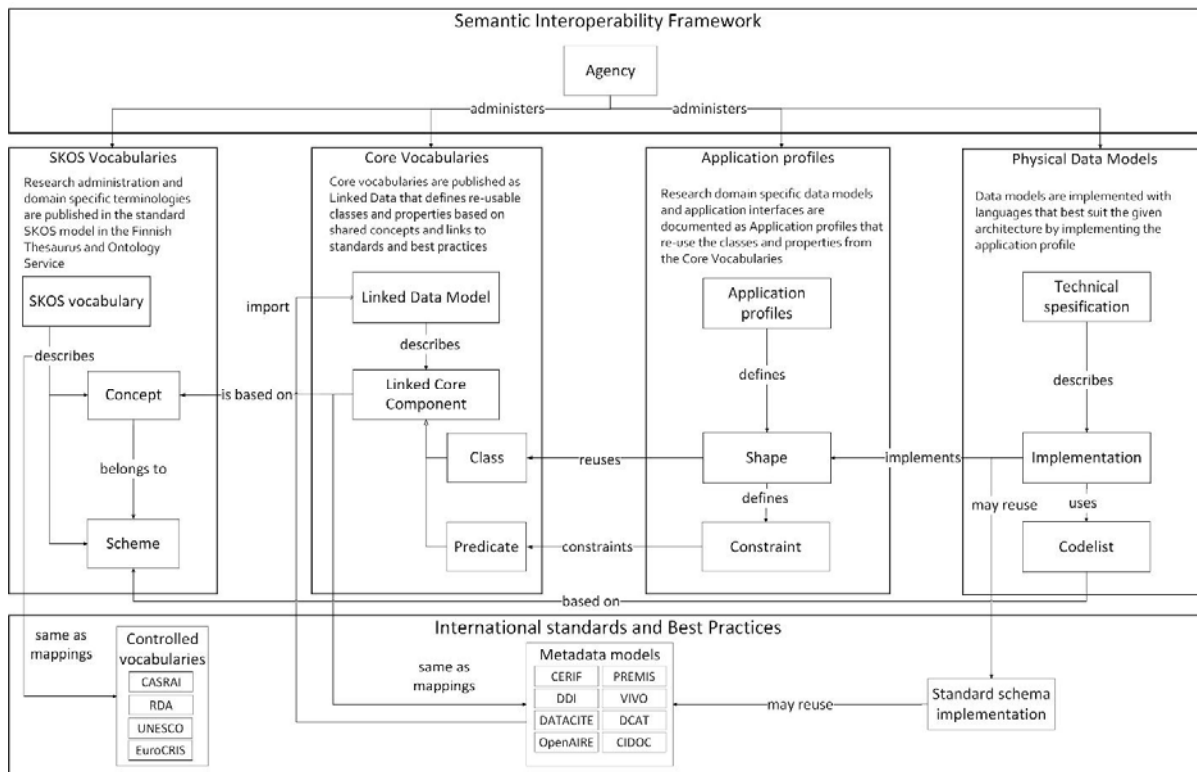 Semantic Interoperability Framework
Agency
administers
administers
SKOS Vocabularies
Research administration and
domain specific terminologies
are published in the standard
SKOS model in the Finnish
Thesaurus and Ontology
Service
SKOS vocabulary
describes
Concept
belongs to
Scheme
import
is based on
Core Vocabularies
Core vocabularies are published as
Linked Data that defines re-usable
classes and properties based on
shared concepts and links to
standards and best practices
Linked Data Model
describes
Linked Core
Component
Class
Predicate
reuses
constraints
Application profiles
Research domain specific data models
and application interfaces are
documented as Application profiles that
re-use the classes and properties from
the Core Vocabularies
Application
profiles
defines
Shape
defines
Constraint
implements
Physical Data Models
Data models are implemented with
languages that best suit the given
architecture by implementing the
application profile
Technical
spesification
describes
Implementation
may reuse
uses
Codelist
based on
International standards and Best Practices
same as
mappings
Controlled
vocabularies
CASRAI
RDA
UNESCO
EuroCRIS
same as
mappings
Metadata models
CERIF
PREMIS
DDI
VIVO
DATACITE
DCAT
OpenAIRE
CIDOC
may reuse
Standard schema
implementation